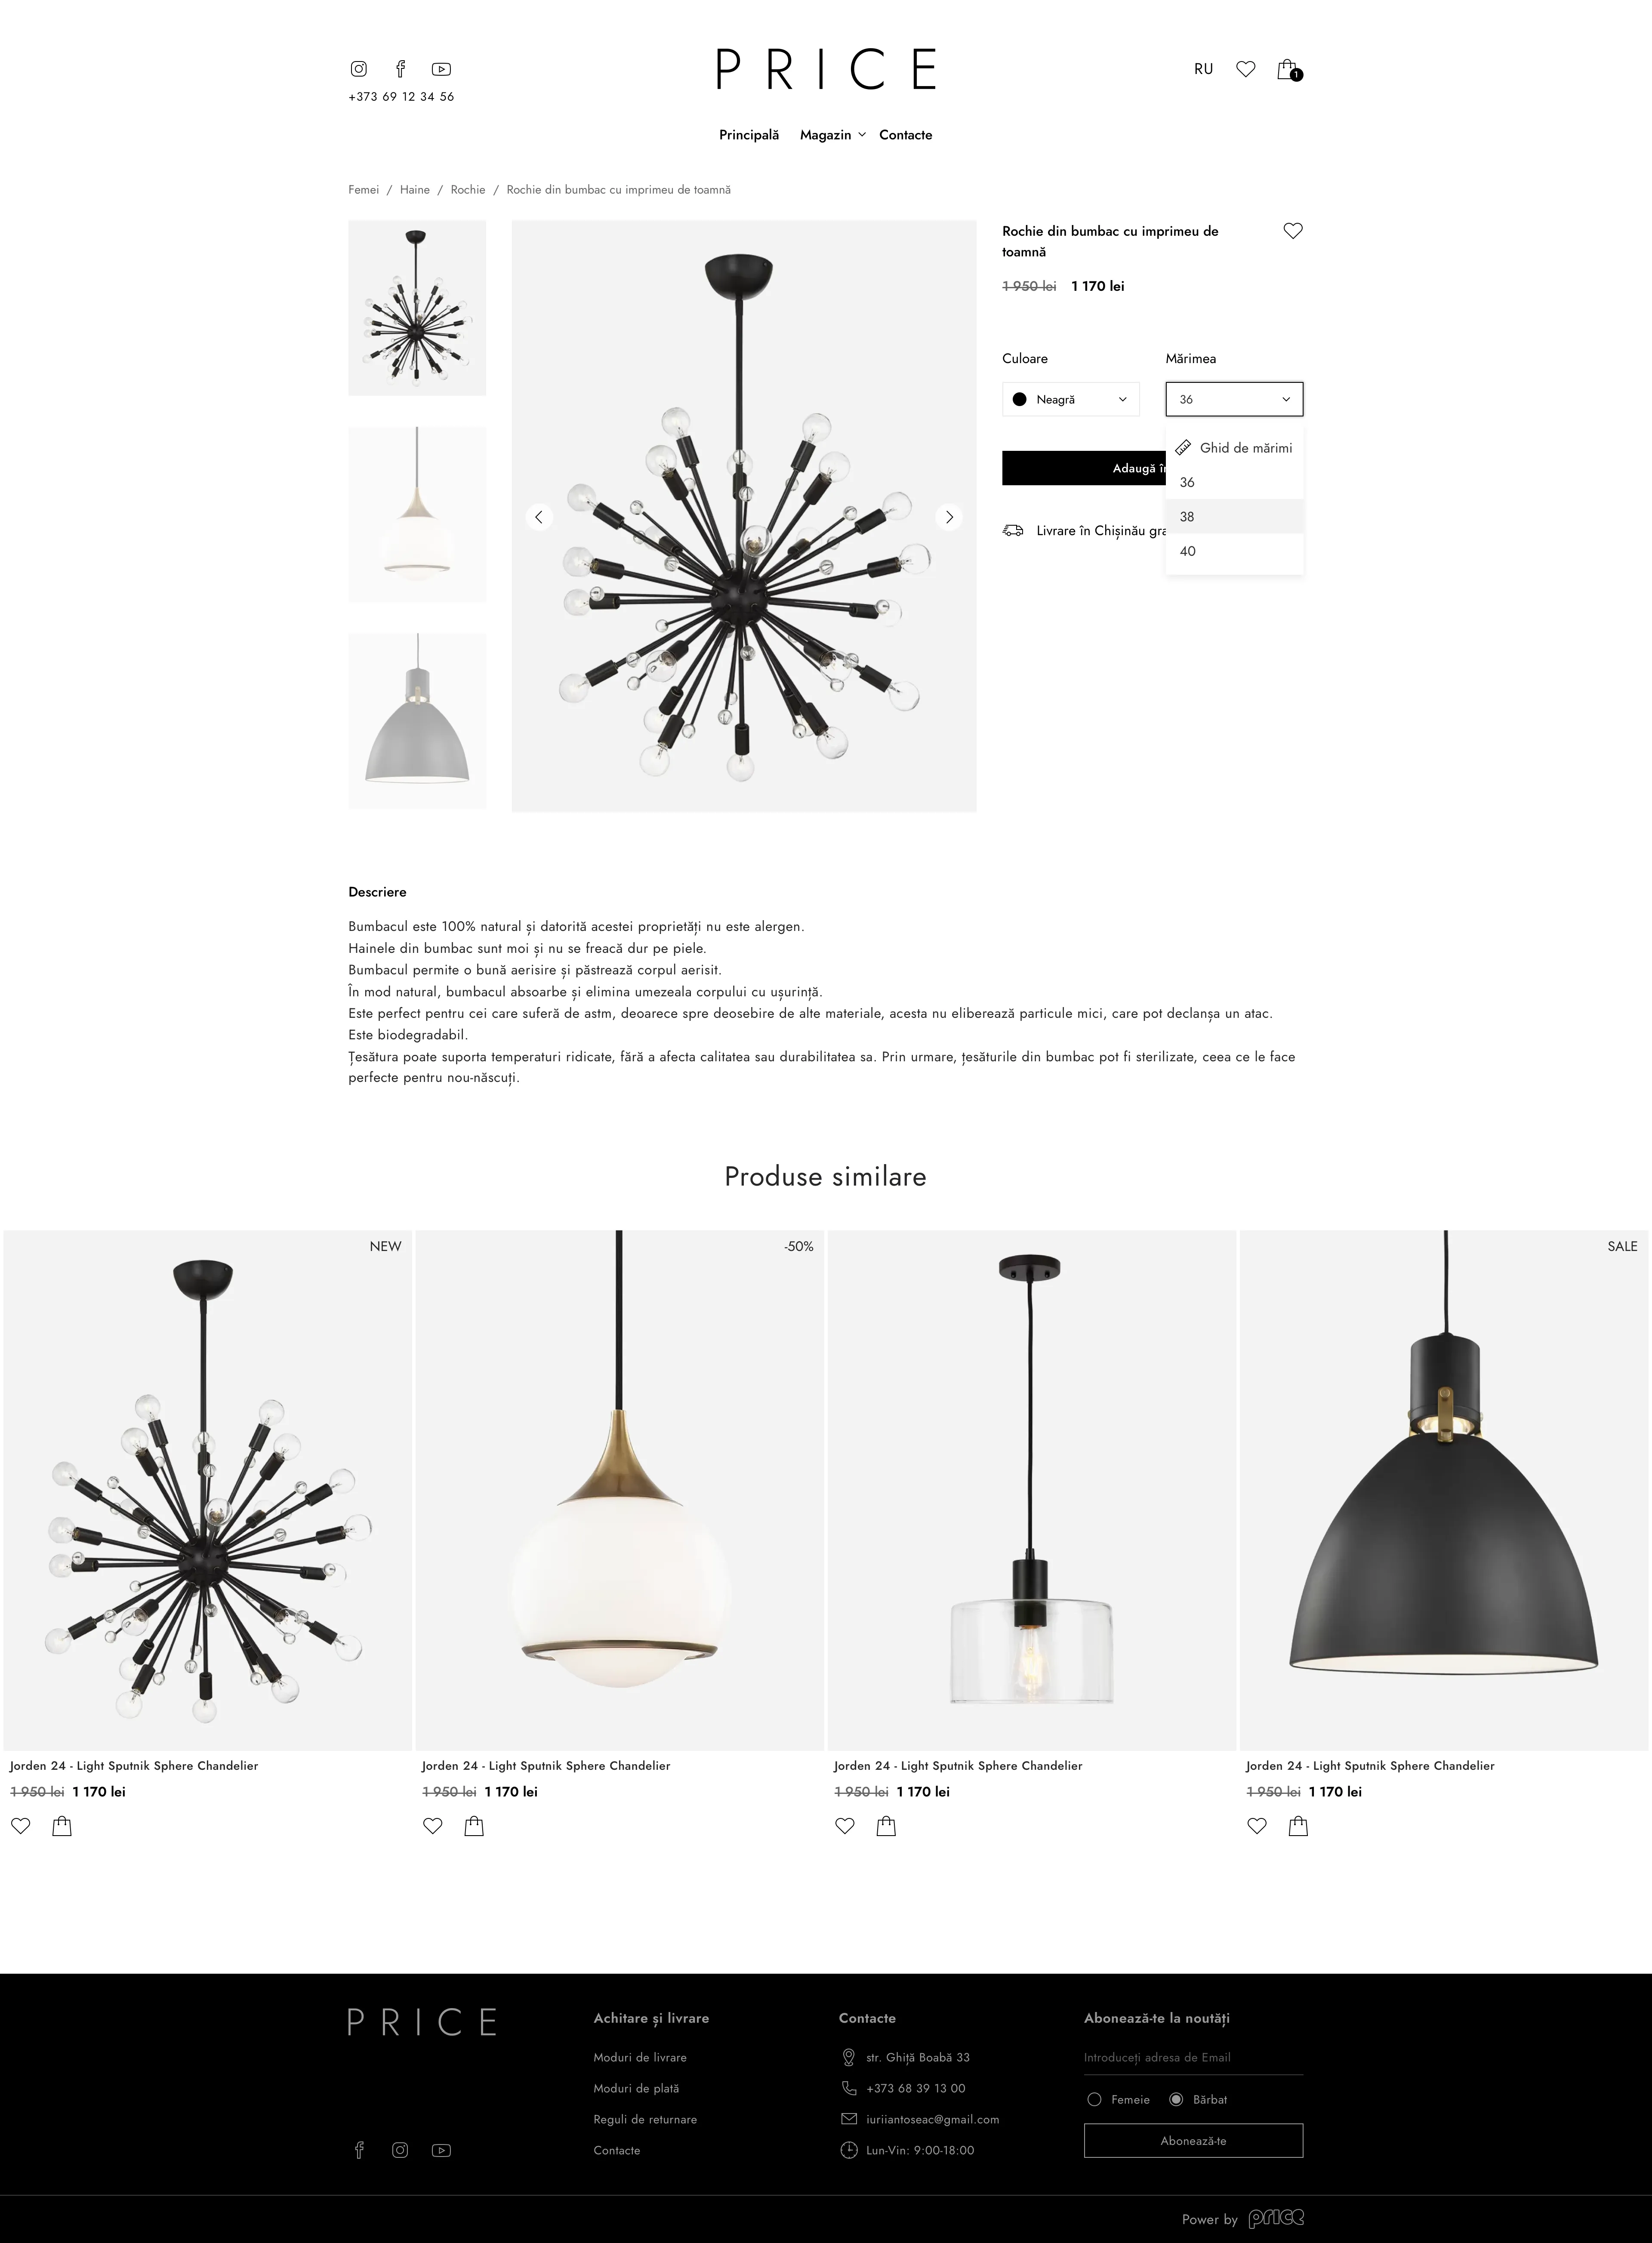 PRICE
RU
1
+373 69 12 34 56
Principală Magazin Contacte
Femei / Haine / Rochie / Rochie din bumbac cu imprimeu de toamnă
Rochie din bumbac cu imprimeu de
toamnă
1 950 lei 1 170 lei
Culoare
Mărimea
Neagră
36
Ghid de mărimi
36
38
40
Adaugă
Livrare în Chișinău
Descriere
Bumbacul este 100% natural și datorită acestei proprietăți nu este alergen.
Hainele din bumbac sunt moi și nu se freacă dur pe piele.
Bumbacul permite o bună aerisire și păstrează corpul aerisit.
În mod natural, bumbacul absoarbe și elimina umezeala corpului cu ușurință.
Este perfect pentru cei care suferă de astm, deoarece spre deosebire de alte materiale, acesta nu eliberează particule mici, care pot declanșa un atac.
Este biodegradabil.
Țesătura poate suporta temperaturi ridicate, fără a afecta calitatea sau durabilitatea sa. Prin urmare, țesăturile din bumbac pot fi sterilizate, ceea ce le face
perfecte pentru nou-născuți.
Produse similare
NEW
-50%
SALE
Jorden 24 - Light Sputnik Sphere Chandelier
1 950 lei 1 170 lei
Jorden 24 - Light Sputnik Sphere Chandelier
1 950 lei 1 170 lei
Jorden 24 - Light Sputnik Sphere Chandelier
1 950 lei 1 170 lei
Jorden 24 - Light Sputnik Sphere Chandelier
1 950 lei 1 170 lei
PRICE
Achitare și livrare
Moduri de livrare
Moduri de plată
Reguli de returnare
Contacte
Contacte
str. Ghiță Boabă 33
+373 68 39 13 00
iuriiantoseac@gmail.com
Lun-Vin: 9:00-18:00
Abonează-te la noutăți
Introduceți adresa de Email
Femeie Bărbat
Abonează-te
Power by price